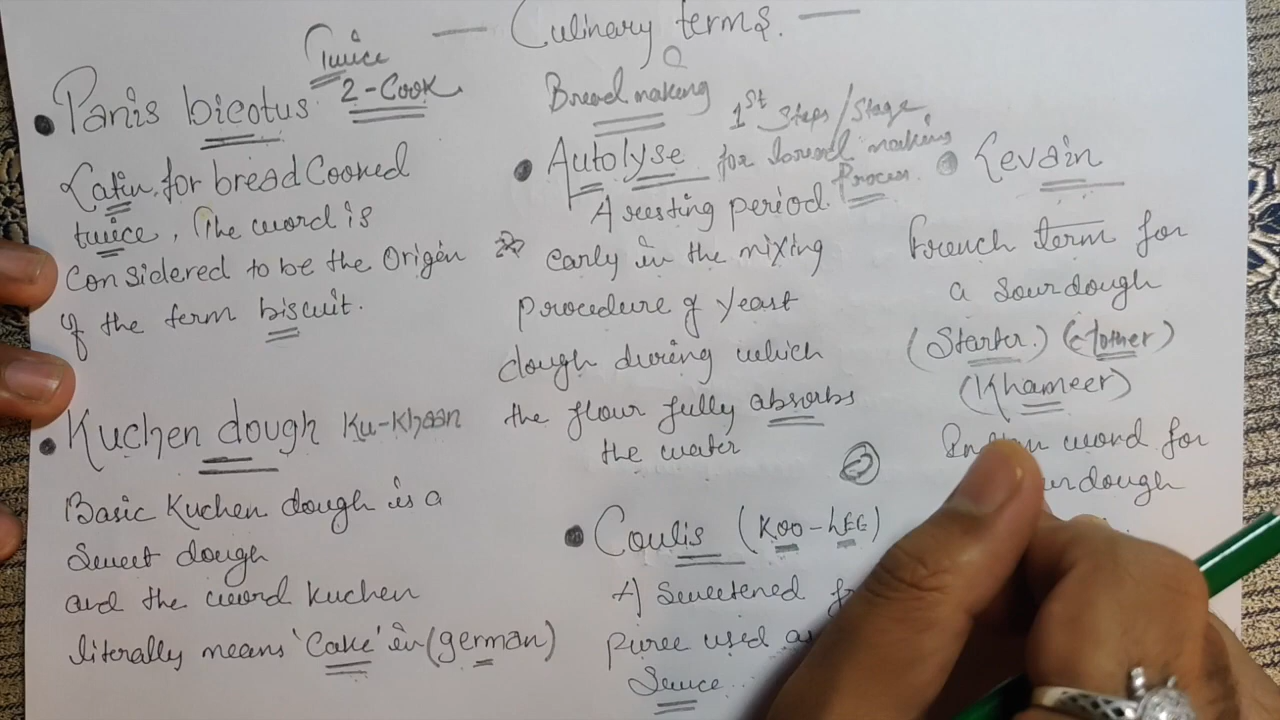 — Culinary terms. —
• Panis bicotus
Twice
2-Cook
Latin for bread Cooked
twice, The word is
Considered to be the Origin
of the term biscuit.
• Kuchen dough Ku-Khaan
Basic Kuchen dough is a
Sweet dough
and the word kuchen
literally means 'Cake' in (german)
Bread making
• Autolyse
1st Steps/Stage
for bread making
Process.
A resting period
early in the mixing
procedure of yeast
dough during which
the flour fully absorbs
the water
• Coulis (KOO-LEE)
A Sweetened
puree used as
Sauce.
• Levain
French term for
a Sourdough
(Starter.) (Mother)
(Khameer)
word for